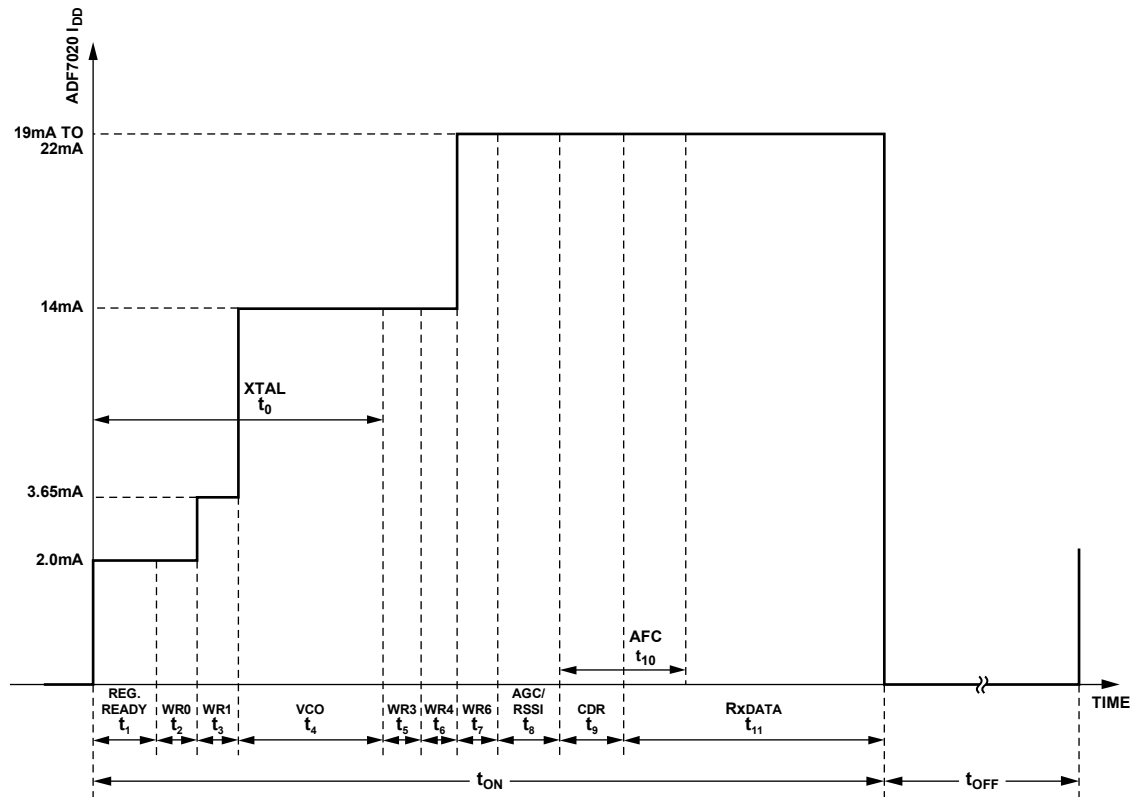 ADF7020 IDD
19mA TO
22mA
14mA
XTAL
t0
3.65mA
2.0mA
AFC
t10
REG.
READY
t1
WR0
t2
WR1
t3
VCO
t4
WR3
t5
WR4
t6
WR6
t7
AGC/
RSSI
t8
CDR
t9
RxDATA
t11
TIME
tON
tOFF